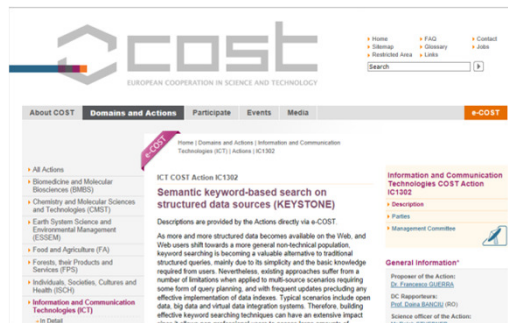 Home
FAQ
Contact
Sitemap
Glossary
Jobs
Restricted Area
Links
Search
cost
EUROPEAN COOPERATION IN SCIENCE AND TECHNOLOGY
About COST
Domains and Actions
Participate
Events
Media
e-COST
e-COST
Home | Domains and Actions | Information and Communication
Technologies (ICT) | Actions | IC1302
All Actions
Biomedicine and Molecular
Biosciences (BMBS)
Chemistry and Molecular Sciences
and Technologies (CMST)
Earth System Science and
Environmental Management
(ESSEM)
Food and Agriculture (FA)
Forests, their Products and
Services (FPS)
Individuals, Societies, Cultures and
Health (ISCH)
Information and Communication
Technologies (ICT)
- In Detail
ICT COST Action IC1302
Semantic keyword-based search on
structured data sources (KEYSTONE)
Descriptions are provided by the Actions directly via e-COST.
As more and more structured data becomes available on the Web, and
Web users shift towards a more general non-technical population,
keyword searching is becoming a valuable alternative to traditional
structured queries, mainly due to its simplicity and the basic knowledge
required from users. Nevertheless, existing approaches suffer from a
number of limitations when applied to multi-source scenarios requiring
some form of query planning, and with frequent updates precluding any
effective implementation of data indexes. Typical scenarios include open
data, big data and virtual data integration systems. Therefore, building
effective keyword searching techniques can have an extensive impact
Information and Communication
Technologies COST Action
IC1302
Description
Parties
Management Committee
General Information*
Proposer of the Action:
Dr. Francesco GUERRA
DC Rapporteurs:
Prof. Doina BANCIU (RO)
Science officer of the Action: